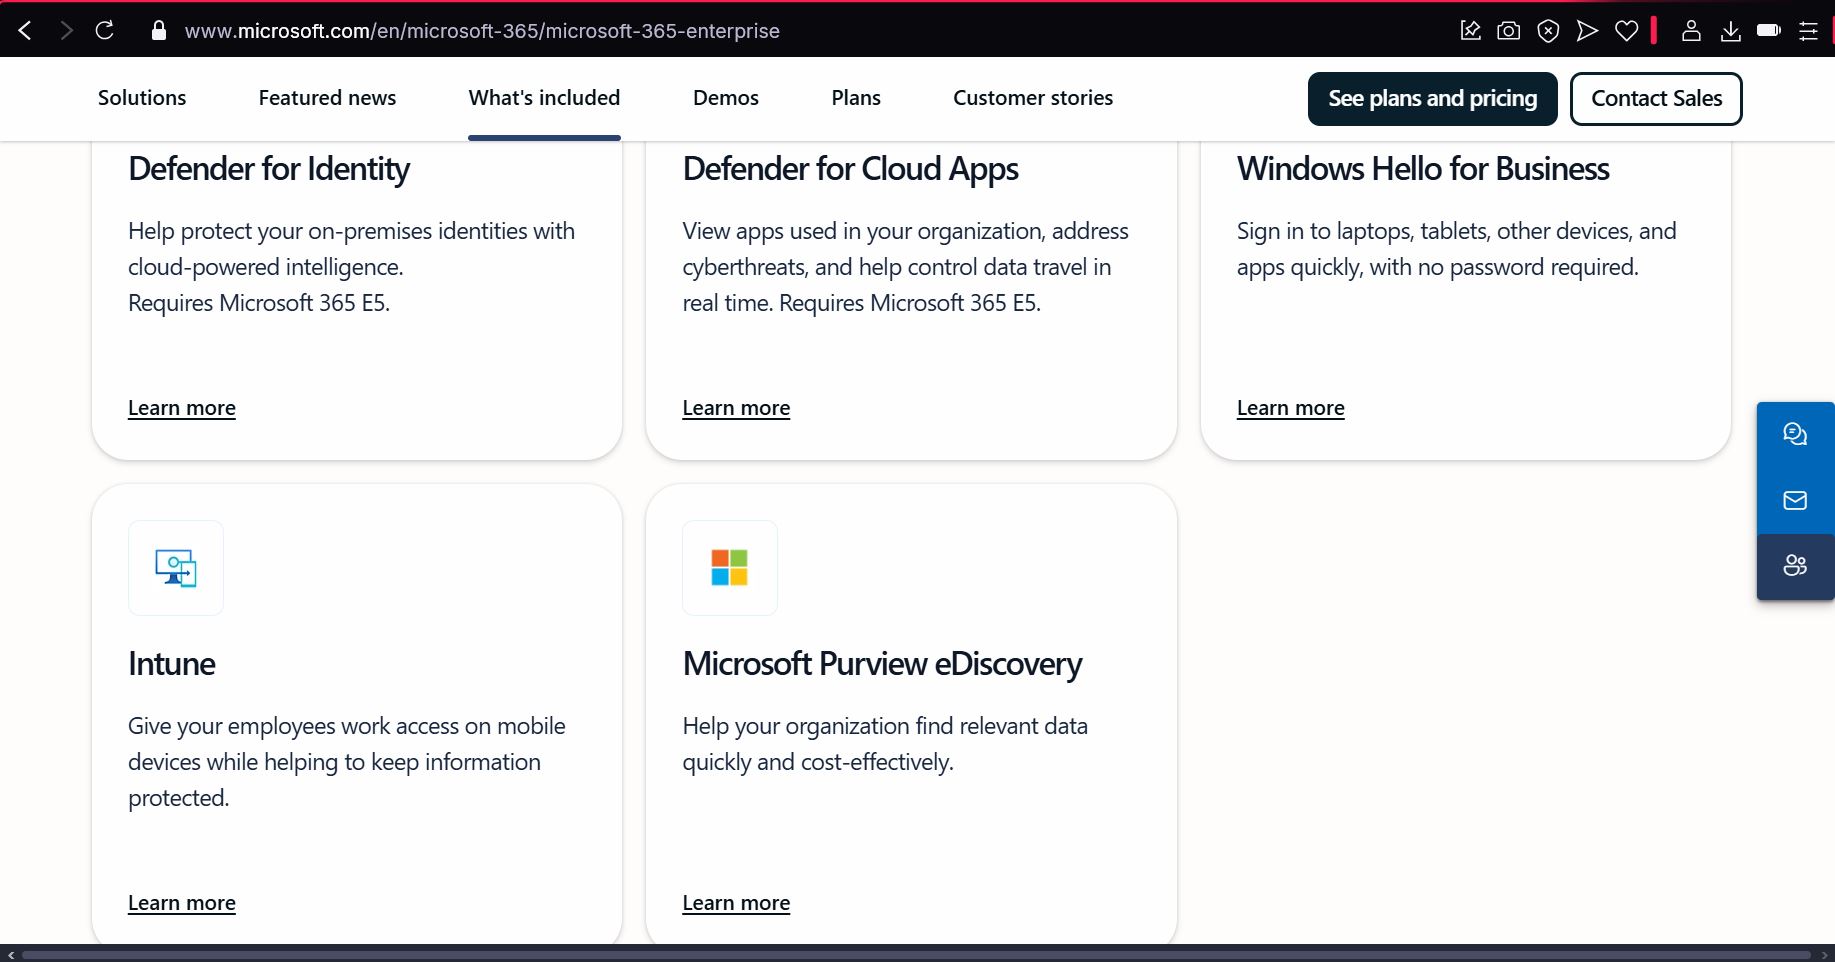 www.microsoft.com/en/microsoft-365/microsoft-365-enterprise
Solutions
Featured news
What's included
Demos
Plans
Customer stories
See plans and pricing
Contact Sales
Defender for Identity
Help protect your on-premises identities with
cloud-powered intelligence.
Requires Microsoft 365 E5.
Learn more
Defender for Cloud Apps
View apps used in your organization, address
cyberthreats, and help control data travel in
real time. Requires Microsoft 365 E5.
Learn more
Windows Hello for Business
Sign in to laptops, tablets, other devices, and
apps quickly, with no password required.
Learn more
Intune
Give your employees work access on mobile
devices while helping to keep information
protected.
Learn more
Microsoft Purview eDiscovery
Help your organization find relevant data
quickly and cost-effectively.
Learn more